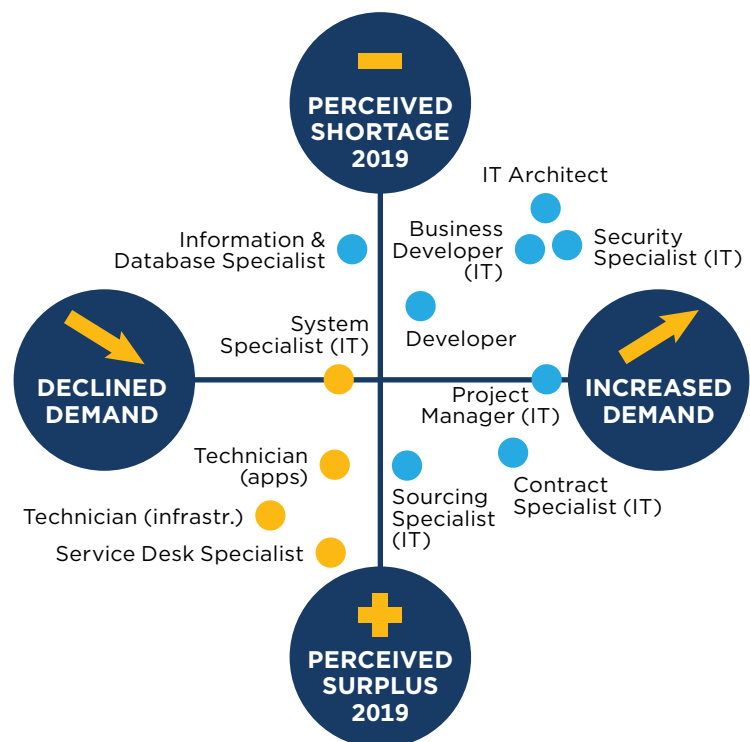 PERCEIVED
SHORTAGE
2019
IT Architect
Information &
Database Specialist
Business
Developer
(IT)
Security
Specialist (IT)
System
Specialist (IT)
Developer
DECLINED
DEMAND
Project
Manager (IT)
INCREASED
DEMAND
Technician
(apps)
Sourcing
Specialist
(IT)
Contract
Specialist (IT)
Technician (infrastr.)
Service Desk Specialist
PERCEIVED
SURPLUS
2019